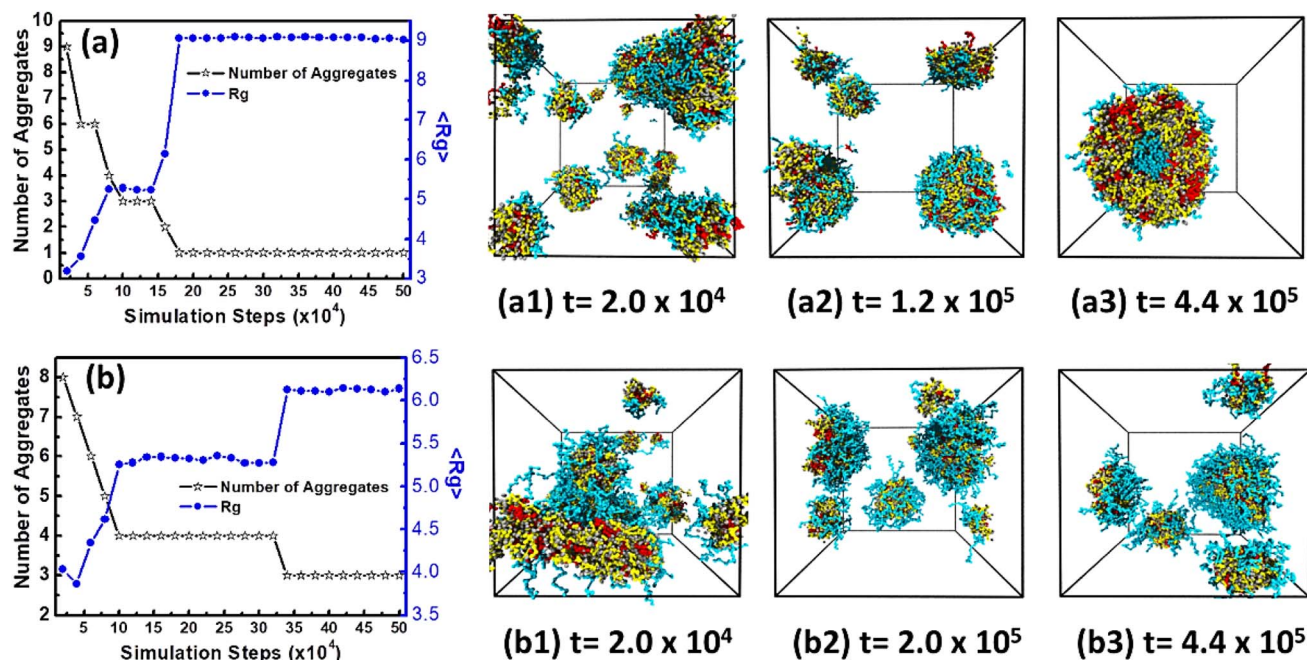 (a)
Number of Aggregates
10
9
8
7
6
5
4
3
2
1
0
Number of Aggregates
Rg
9
8
7
6
5
4
3
<Rg>
5 10 15 20 25 30 35 40 45 50
Simulation Steps (x10⁴)
(a1) t= 2.0 x 10⁴
(a2) t= 1.2 x 10⁵
(a3) t= 4.4 x 10⁵
(b)
Number of Aggregates
8
7
6
5
4
3
2
Number of Aggregates
Rg
6.5
6.0
5.5
5.0
4.5
4.0
3.5
<Rg>
5 10 15 20 25 30 35 40 45 50
Simulation Steps (x10⁴)
(b1) t= 2.0 x 10⁴
(b2) t= 2.0 x 10⁵
(b3) t= 4.4 x 10⁵